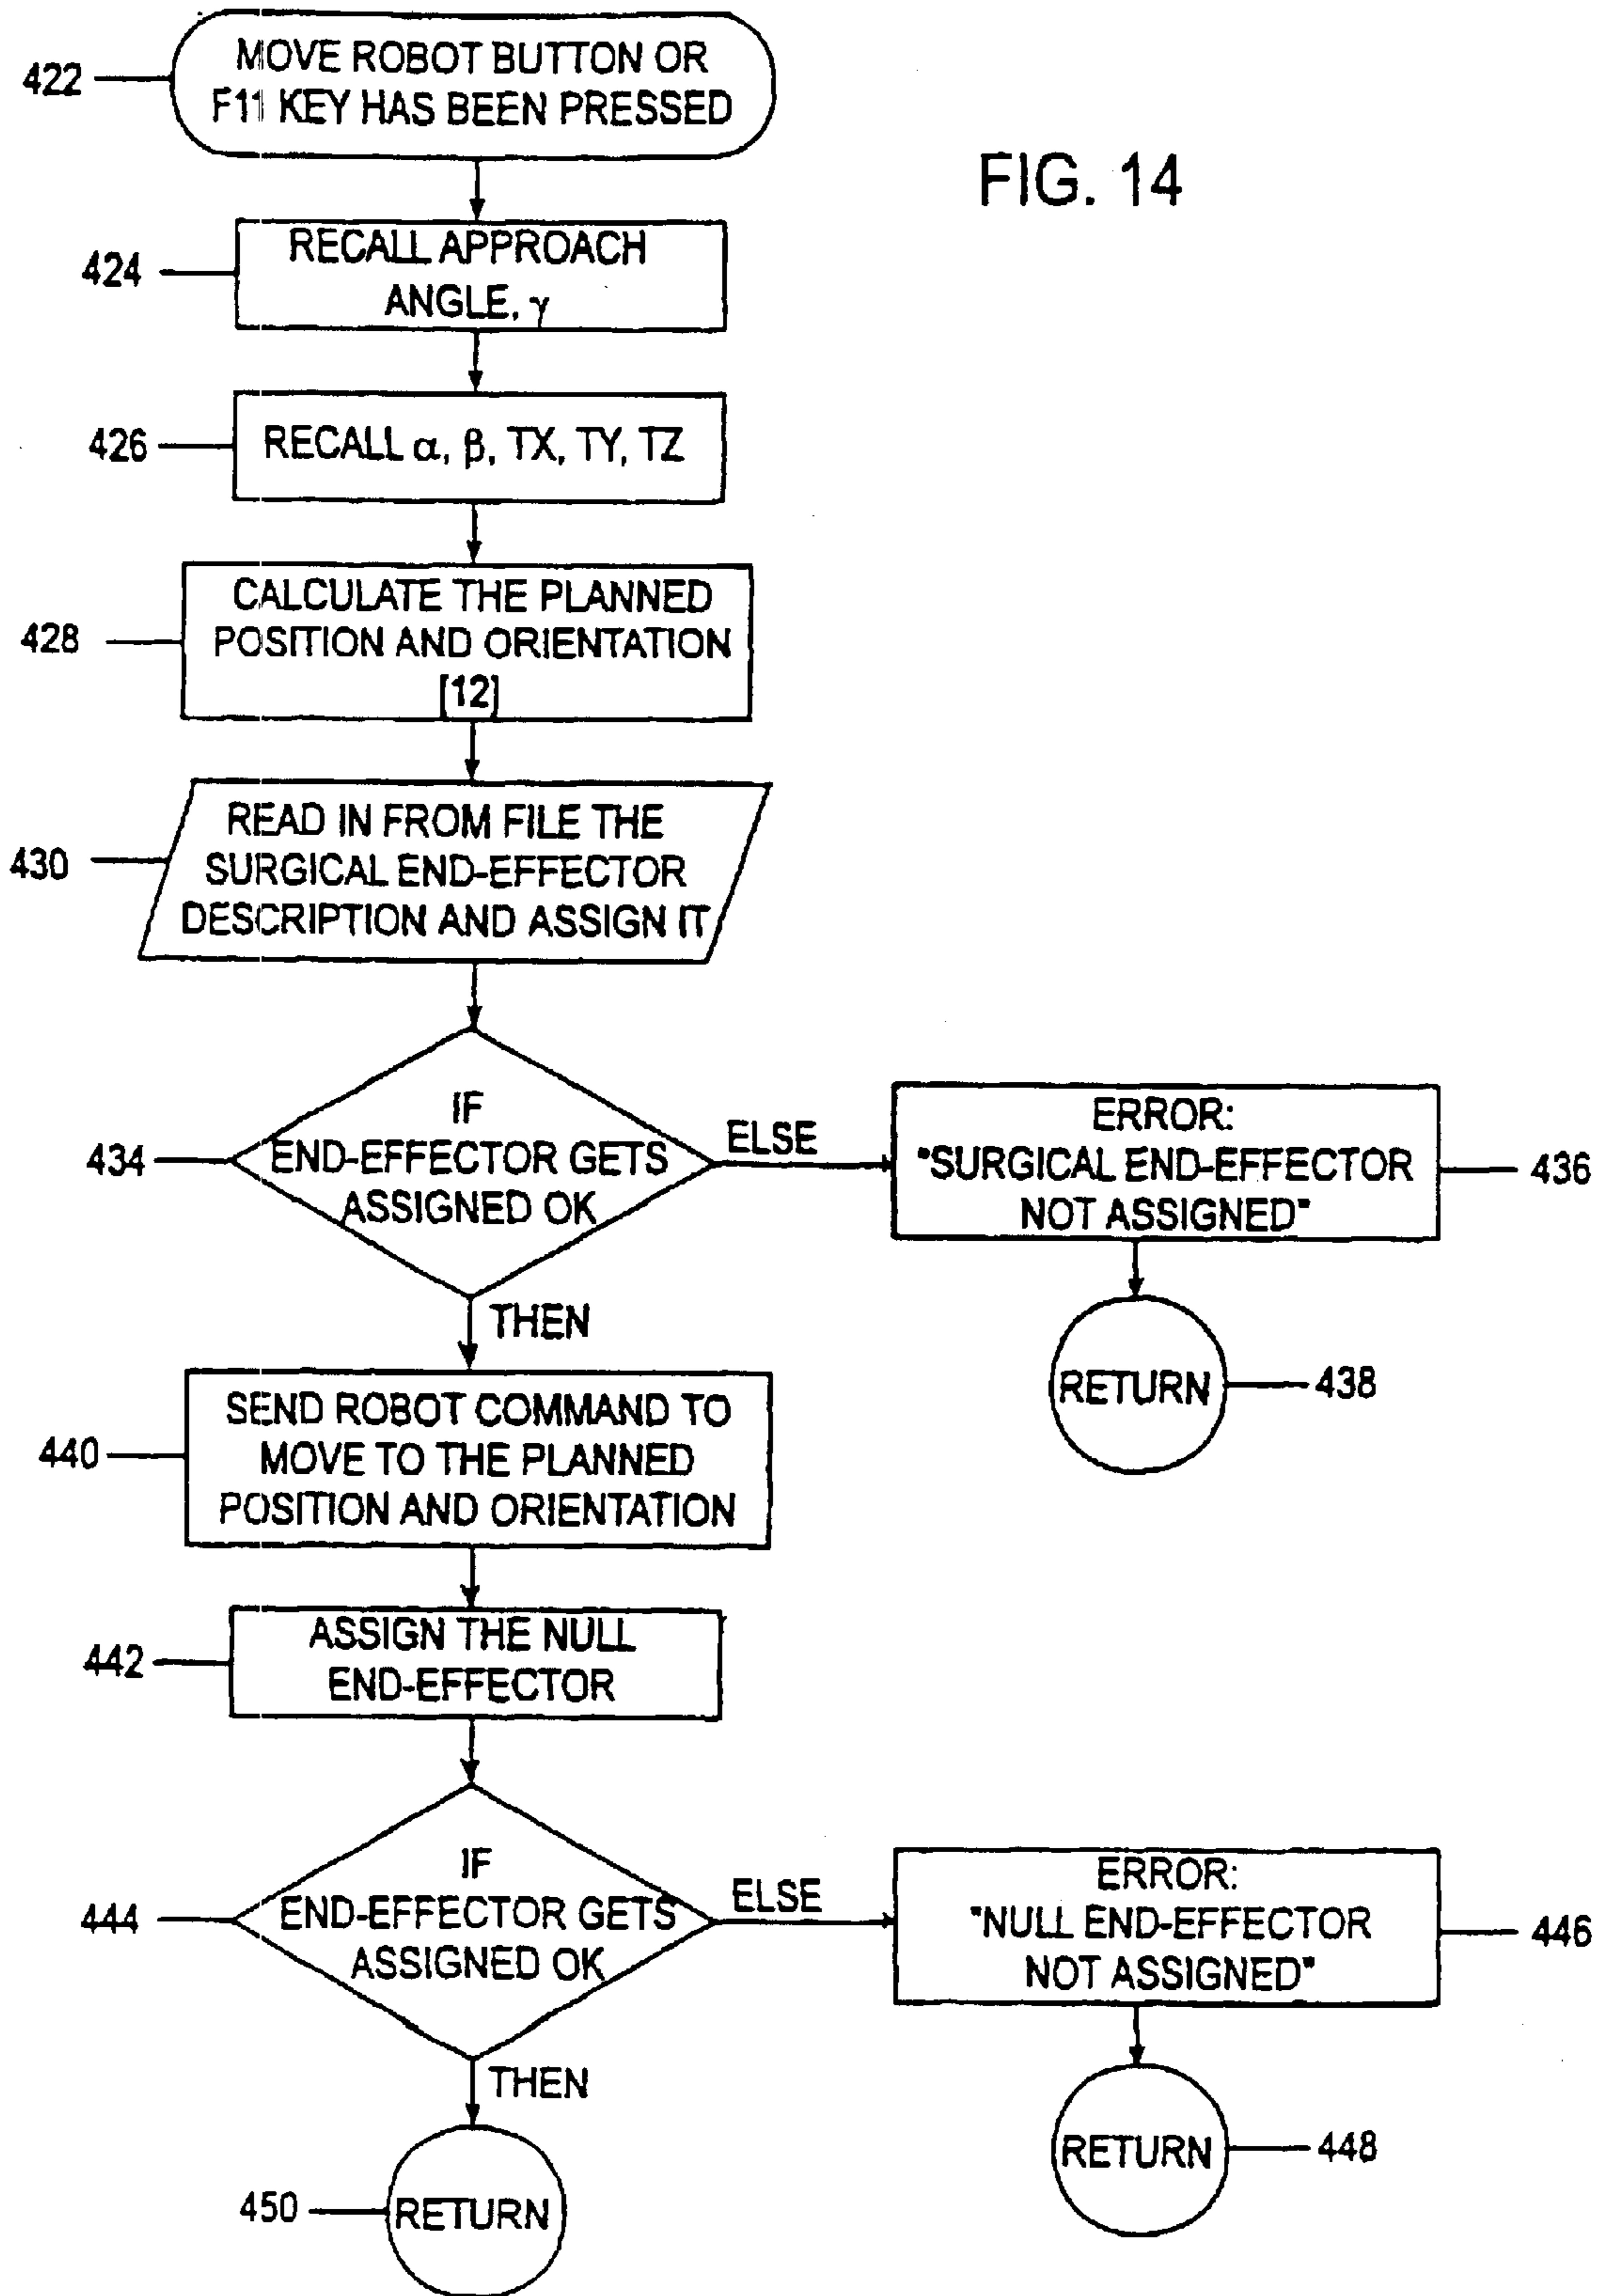 422
MOVE ROBOT BUTTON OR
F11 KEY HAS BEEN PRESSED
FIG. 14
424
RECALL APPROACH
ANGLE, γ
426
RECALL α, β, TX, TY, TZ
428
CALCULATE THE PLANNED
POSITION AND ORIENTATION
[12]
430
READ IN FROM FILE THE
SURGICAL END-EFFECTOR
DESCRIPTION AND ASSIGN IT
434
IF
END-EFFECTOR GETS
ASSIGNED OK
ELSE
ERROR:
"SURGICAL END-EFFECTOR
NOT ASSIGNED"
436
RETURN
438
THEN
440
SEND ROBOT COMMAND TO
MOVE TO THE PLANNED
POSITION AND ORIENTATION
442
ASSIGN THE NULL
END-EFFECTOR
444
IF
END-EFFECTOR GETS
ASSIGNED OK
ELSE
ERROR:
"NULL END-EFFECTOR
NOT ASSIGNED"
446
RETURN
448
THEN
450
RETURN